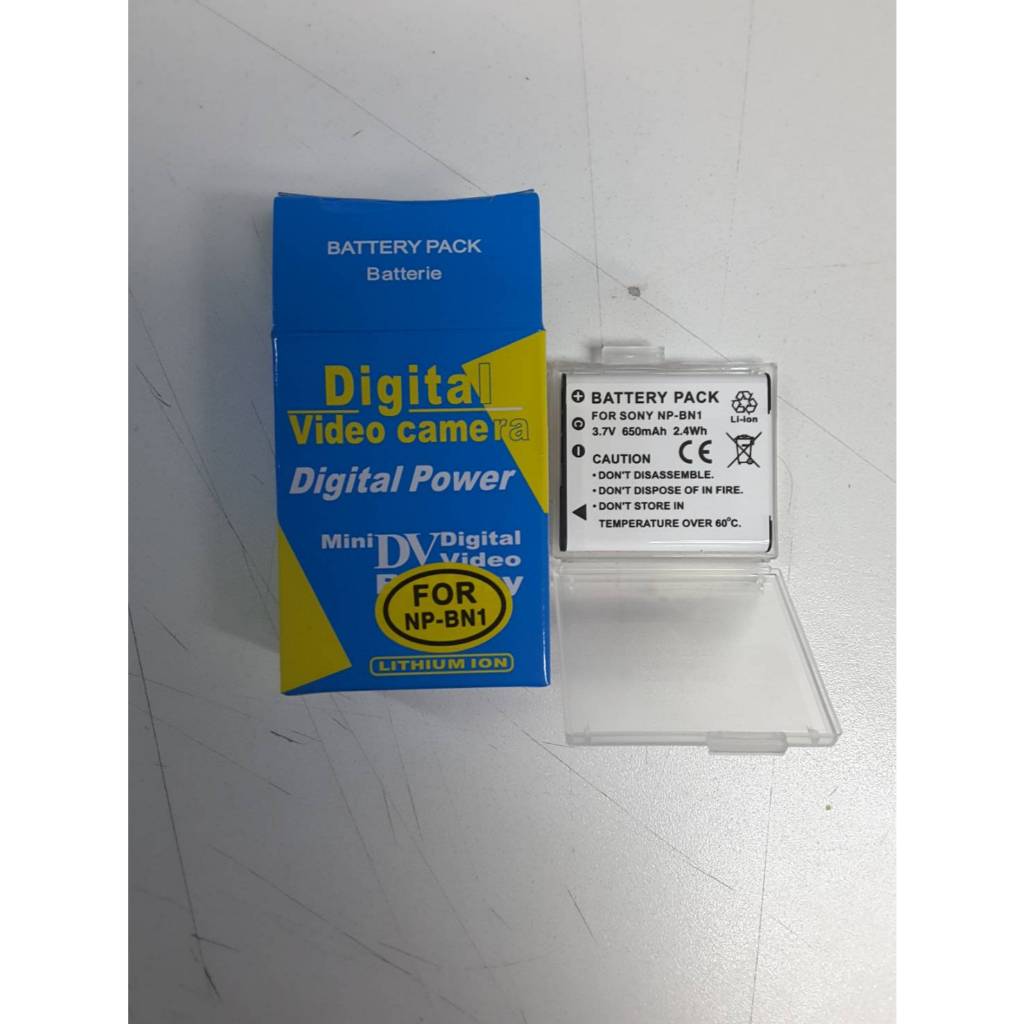 BATTERY PACK
Batterie
Digital
Video camera
Digital Power
Mini DV Digital
Video
FOR
NP-BN1
LITHIUM ION
BATTERY PACK
FOR SONY NP-BN1
3.7V 650mAh 2.4Wh
Li-ion
CE
CAUTION
• DON'T DISASSEMBLE.
• DON'T DISPOSE OF IN FIRE.
• DON'T STORE IN
TEMPERATURE OVER 60°C.